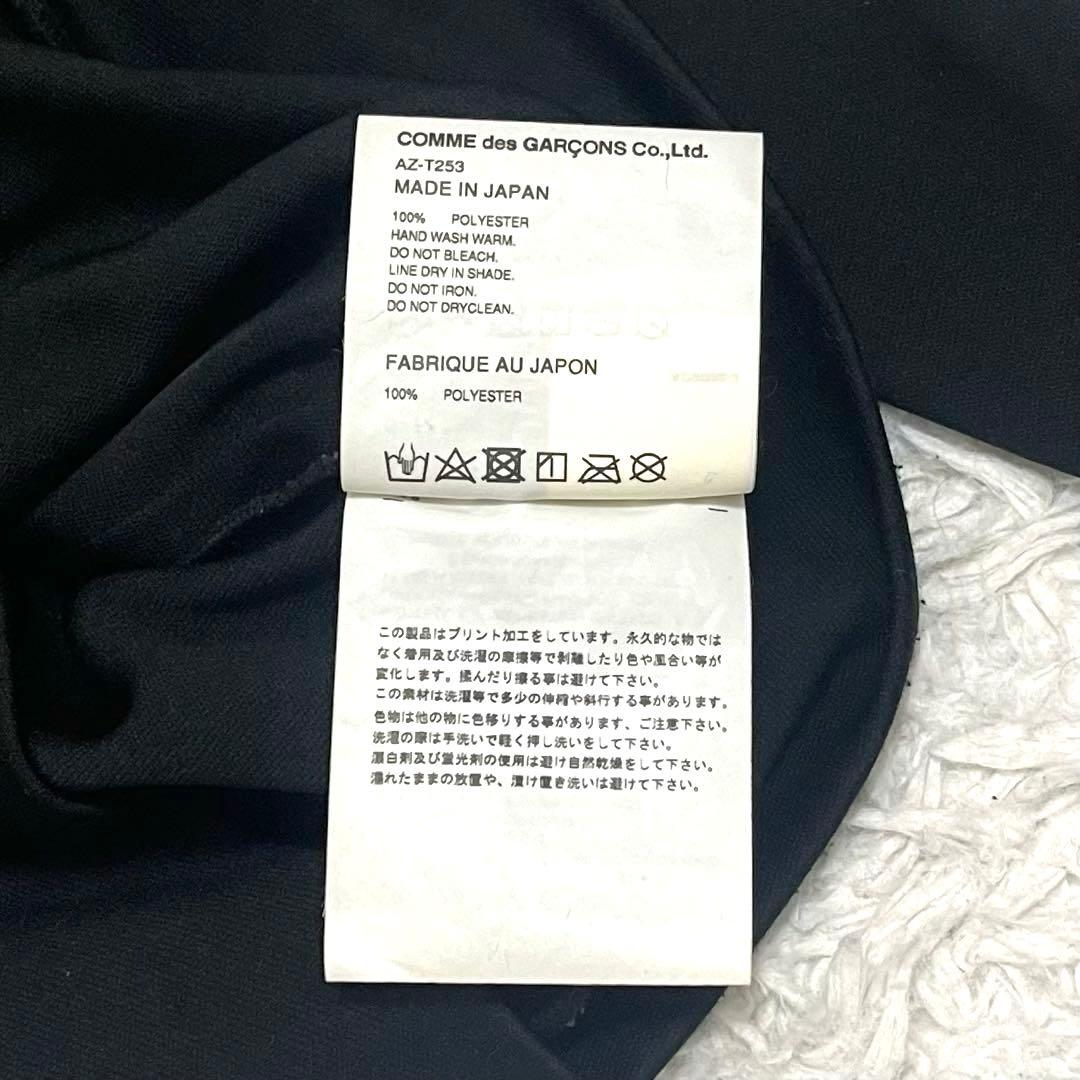 COMME des GARÇONS Co.,Ltd.
AZ-T253
MADE IN JAPAN
100% POLYESTER
HAND WASH WARM.
DO NOT BLEACH.
LINE DRY IN SHADE.
DO NOT IRON.
DO NOT DRYCLEAN.
FABRIQUE AU JAPON
100% POLYESTER
この製品はプリント加工をしています。永久的な物では
なく着用及び洗濯の摩擦等で剥離したり色や風合い等が
変化します。揉んだり擦る事は避けて下さい。
この素材は洗濯等で多少の伸縮や斜行する事があります。
色物は他の物に色移りする事があります、ご注意下さい。
洗濯の際は手洗いで軽く押し洗いをして下さい。
漂白剤及び蛍光剤の使用は避け自然乾燥をして下さい。
濡れたままの放置や、漬け置き洗いは避けて下さい。